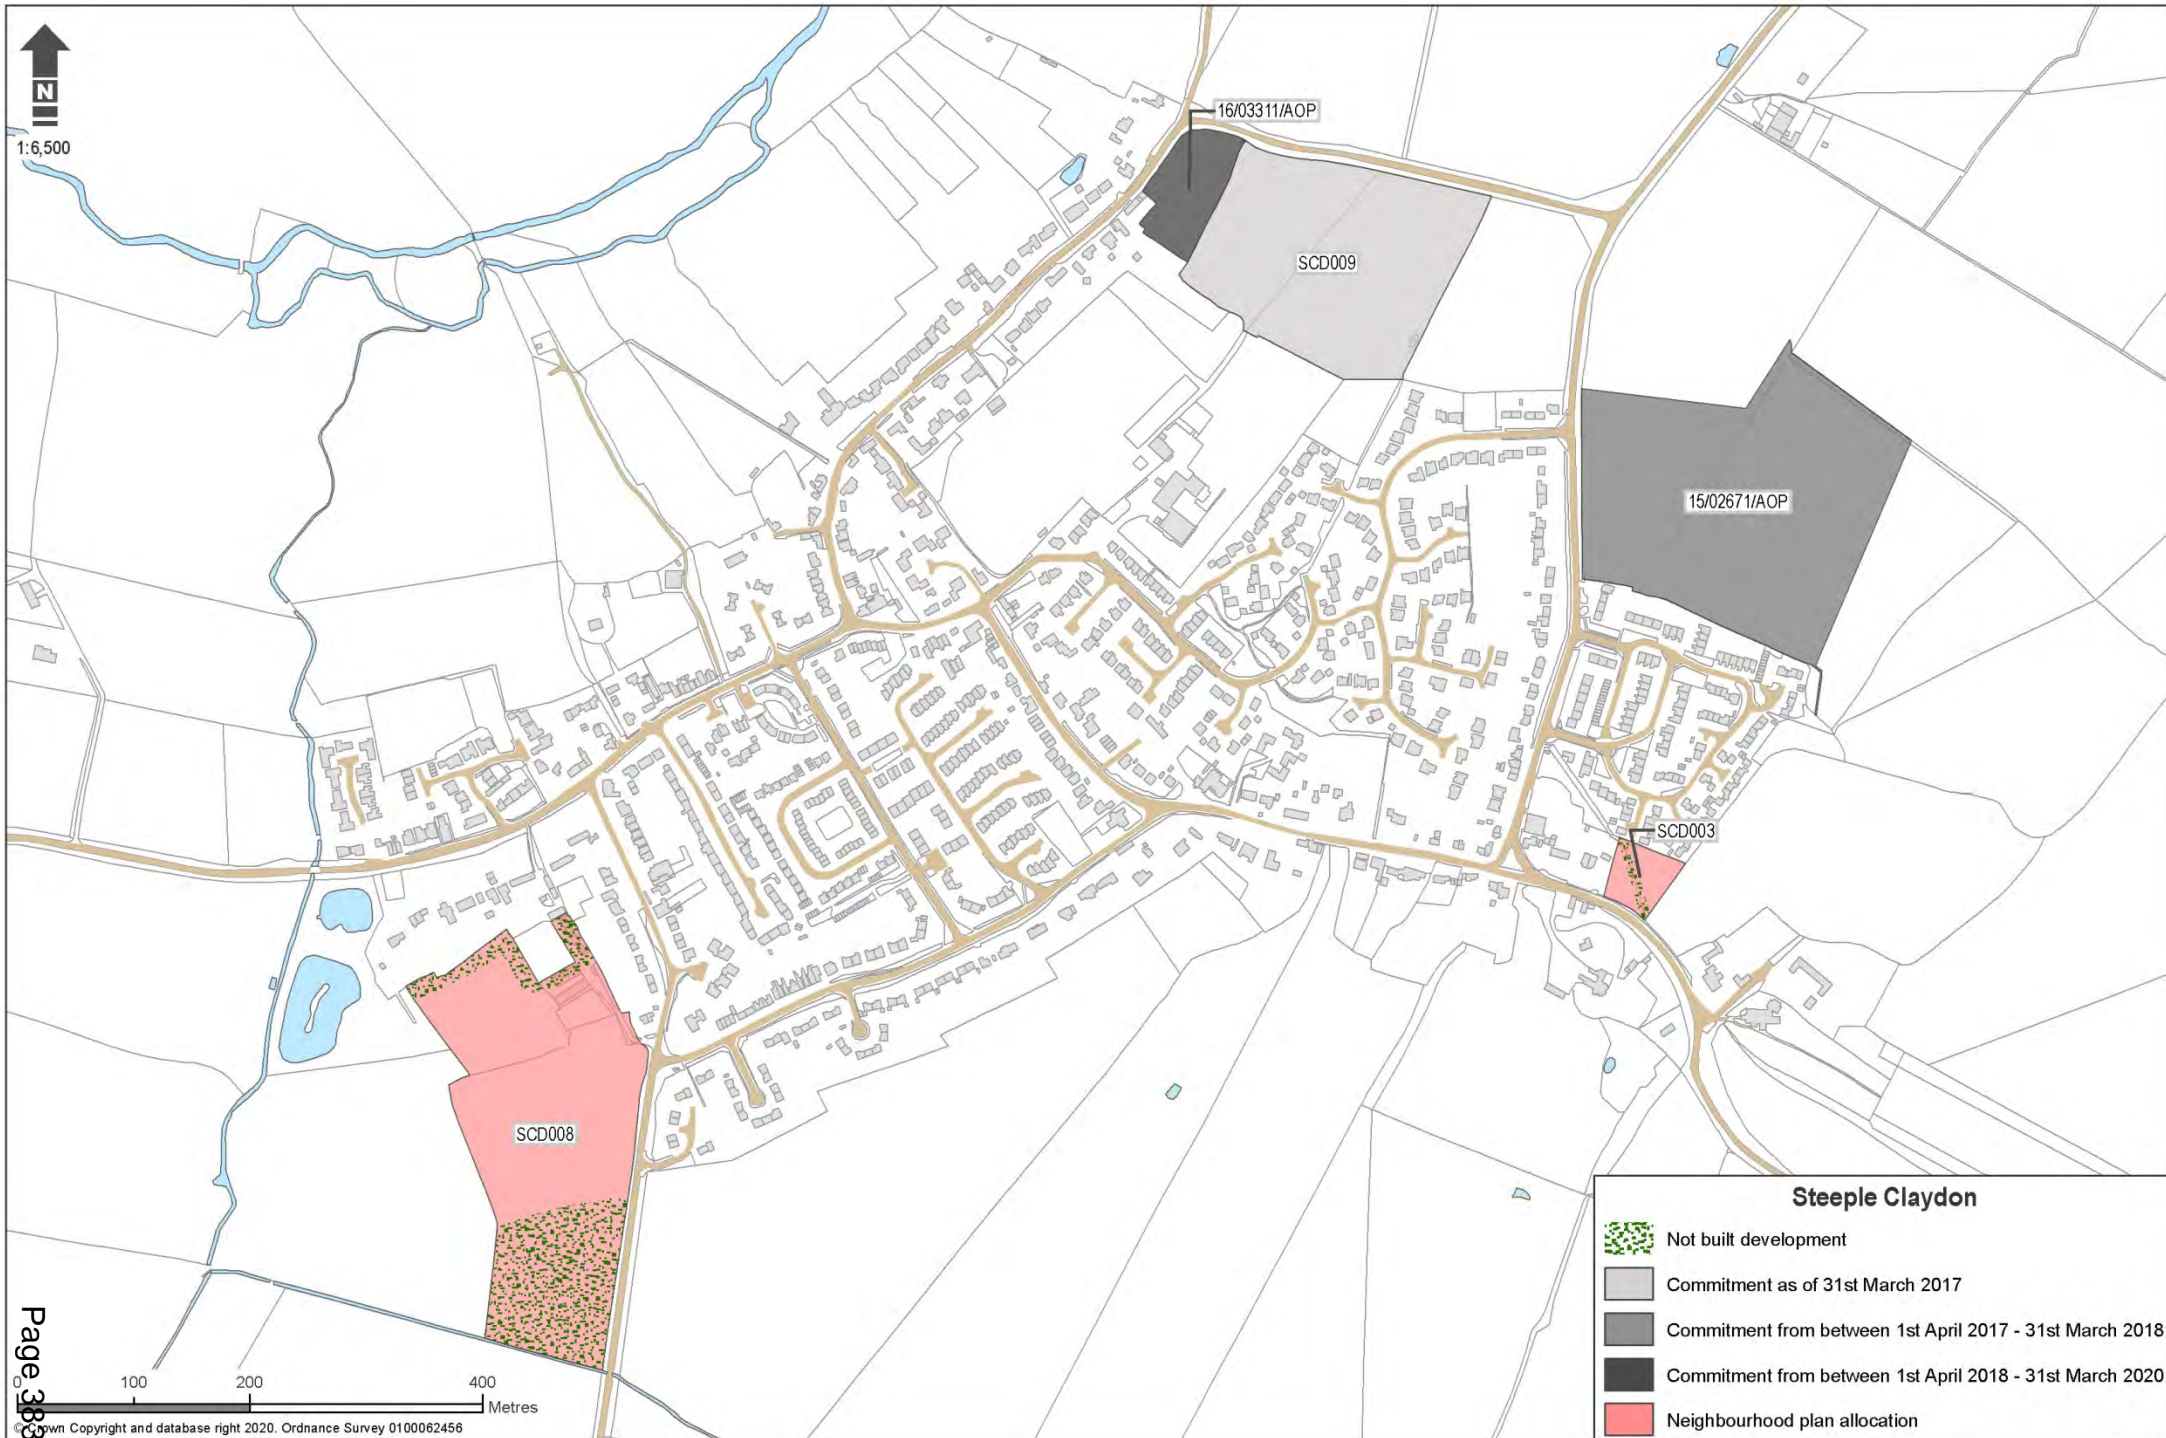 N
1:6,500
16/03311/AOP
SCD009
15/02671/AOP
SCD003
SCD008
Steeple Claydon
Not built development
Commitment as of 31st March 2017
Commitment from between 1st April 2017 - 31st March 2018
Commitment from between 1st April 2018 - 31st March 2020
Neighbourhood plan allocation
Page 383
0 100 200 400
Metres
© Crown Copyright and database right 2020. Ordnance Survey 0100062456